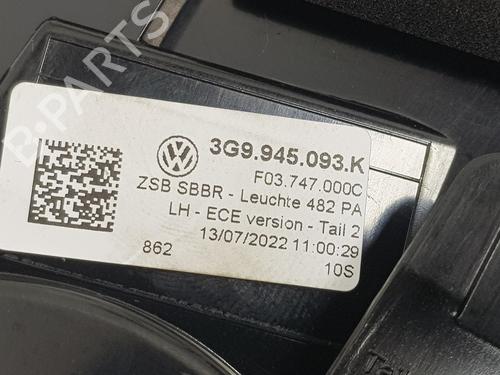 3G9.945.093.K
F03.747.000C
ZSB SBBR - Leuchte 482 PA
LH - ECE version - Tail 2
13/07/2022 11:00:29
862
10S
B-PARTS